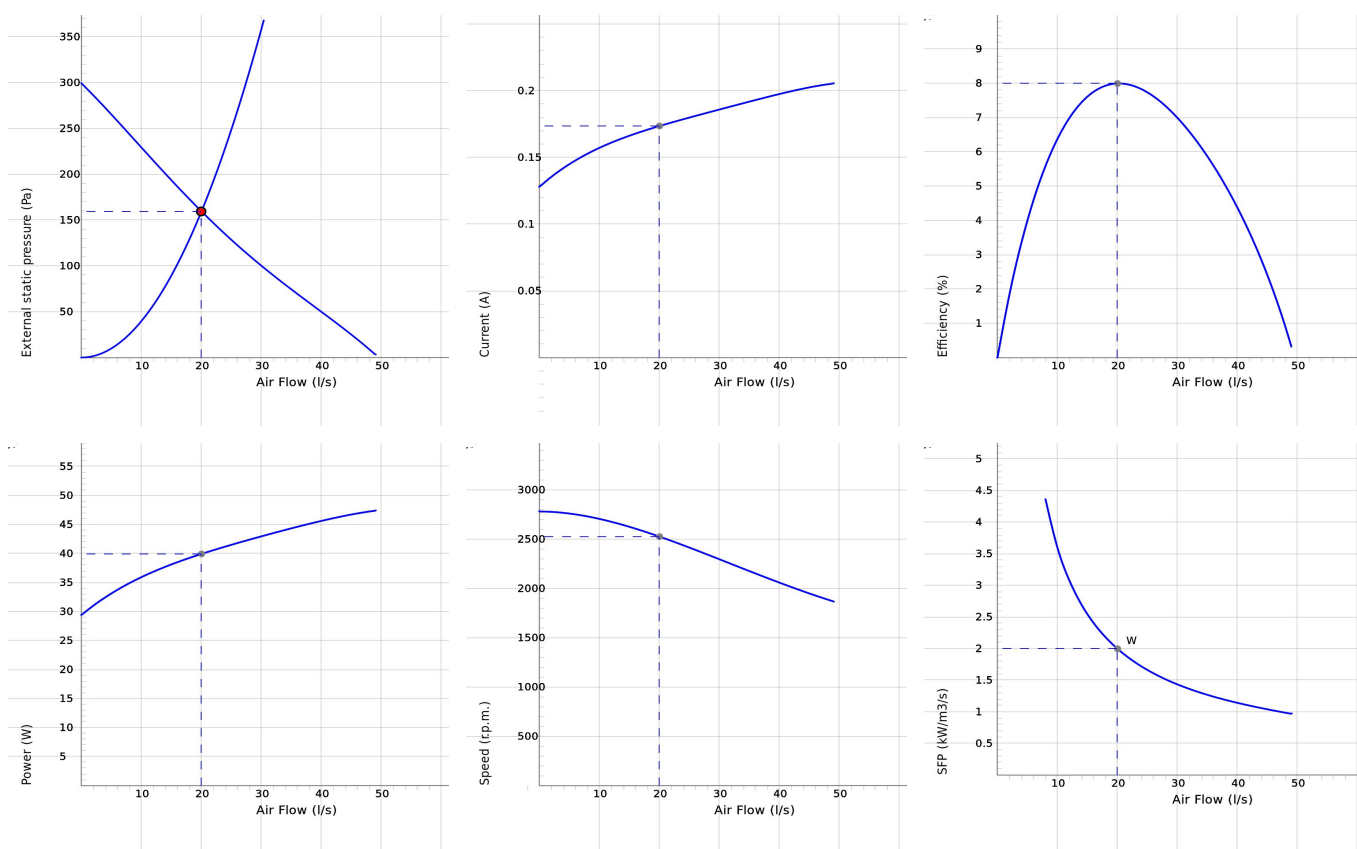 350
300
250
200
150
100
50
10 20 30 40 50
External static pressure (Pa)
Air Flow (l/s)
0.2
0.15
0.1
0.05
10 20 30 40 50
Current (A)
Air Flow (l/s)
9
8
7
6
5
4
3
2
1
10 20 30 40 50
Efficiency (%)
Air Flow (l/s)
55
50
45
40
35
30
25
20
15
10
5
10 20 30 40 50
Power (W)
Air Flow (l/s)
3000
2500
2000
1500
1000
500
10 20 30 40 50
Speed (r.p.m.)
Air Flow (l/s)
5
4.5
4
3.5
3
2.5
2
1.5
1
0.5
W
10 20 30 40 50
SFP (kW/m3/s)
Air Flow (l/s)